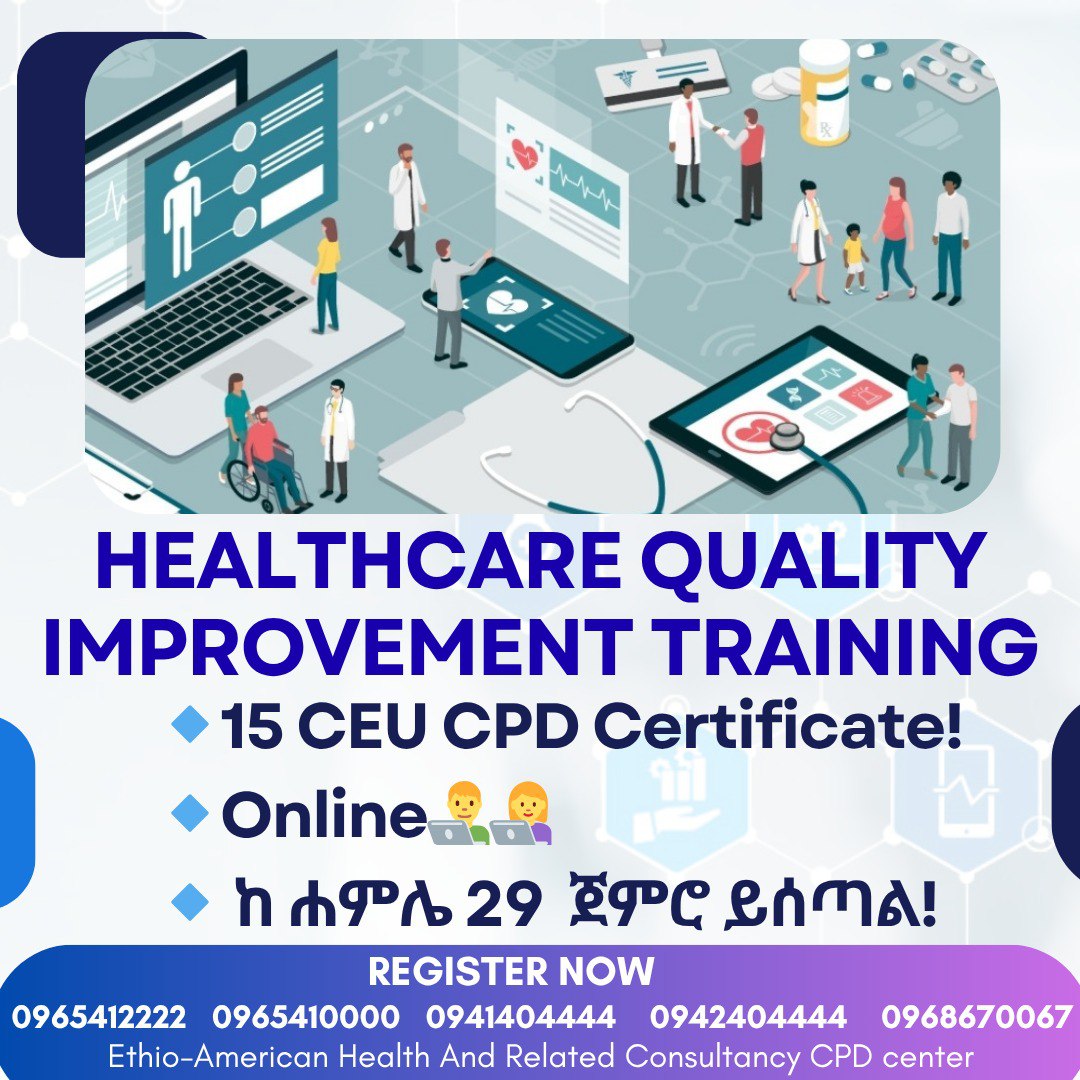 HEALTHCARE QUALITY
IMPROVEMENT TRAINING
15 CEU CPD Certificate!
Online
ከ ሐምሌ 29 ጀምሮ ይሰጣል!
REGISTER NOW
0965412222 0965410000 0941404444 0942404444 0968670067
Ethio-American Health And Related Consultancy CPD center